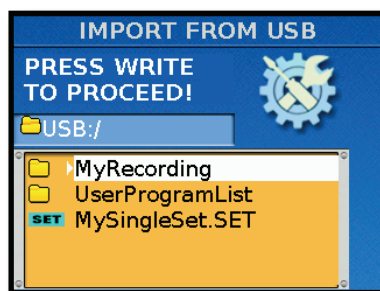 IMPORT FROM USB
PRESS WRITE
TO PROCEED!
USB:/
MyRecording
UserProgramList
SET MySingleSet.SET